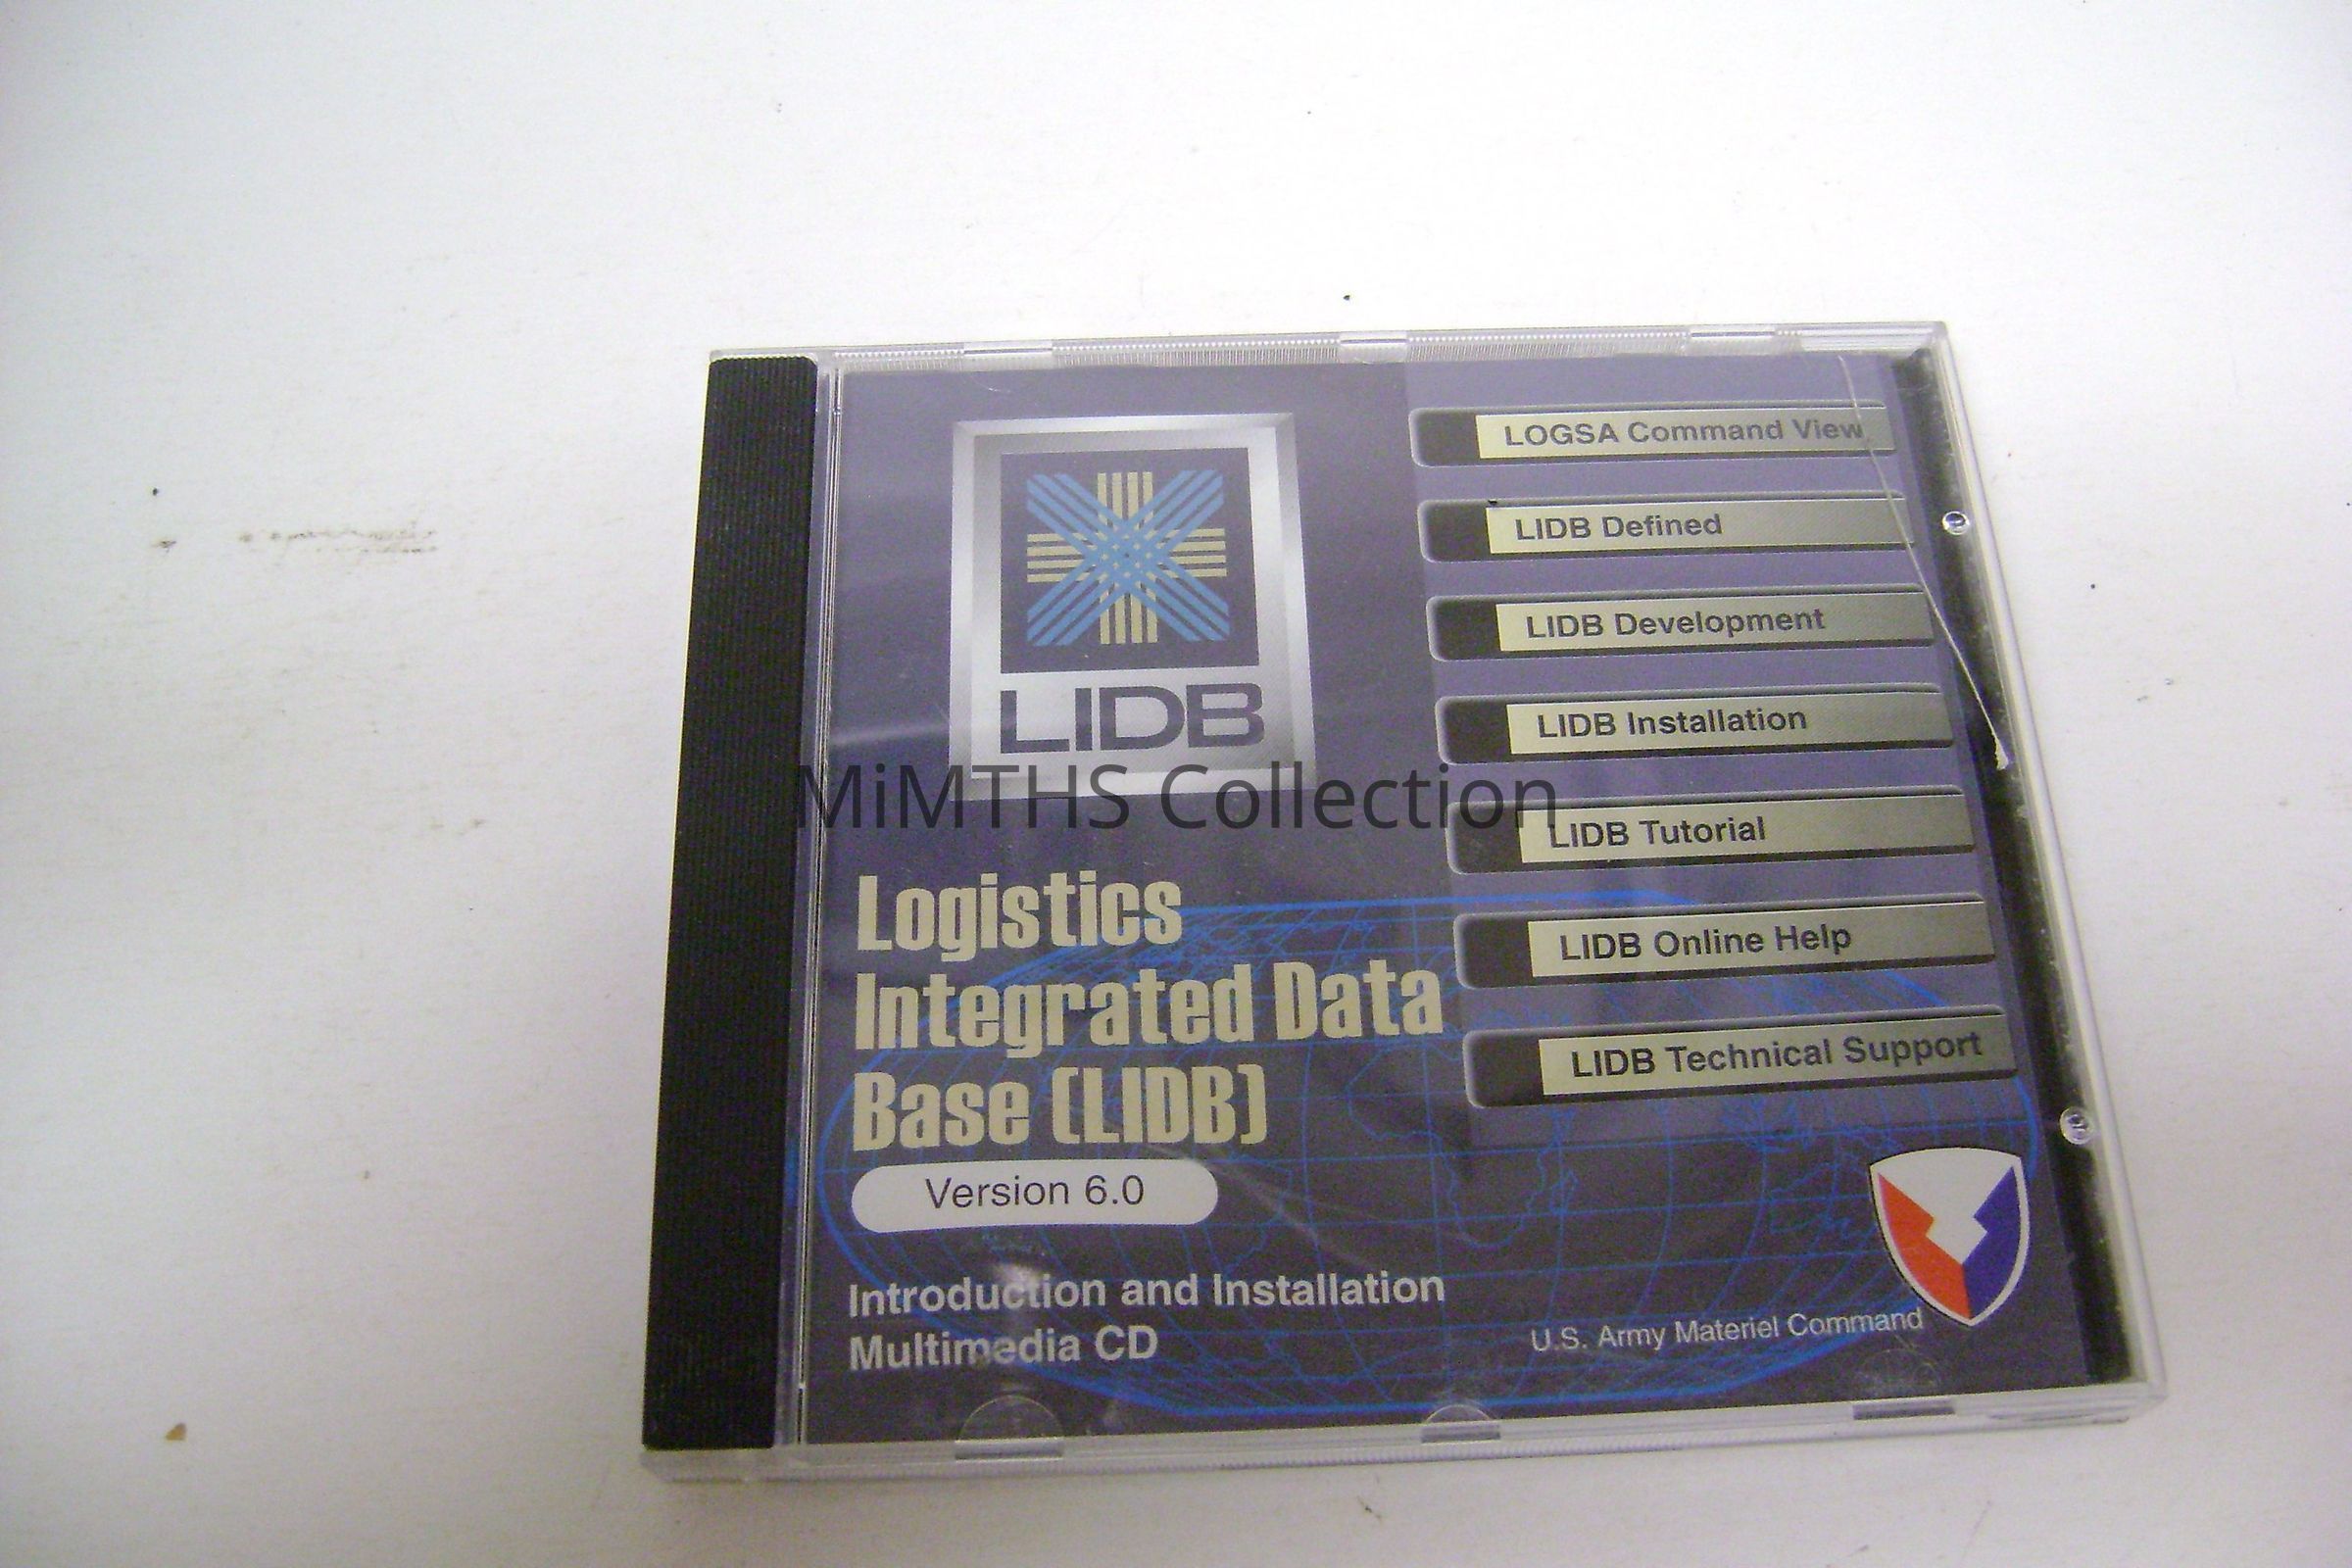 LIDB
MiMTHS Collection
Logistics
Integrated Data
Base (LIDB)
Version 6.0
Introduction and Installation
Multimedia CD
LOGSA Command View
LIDB Defined
LIDB Development
LIDB Installation
LIDB Tutorial
LIDB Online Help
LIDB Technical Support
U.S. Army Materiel Command